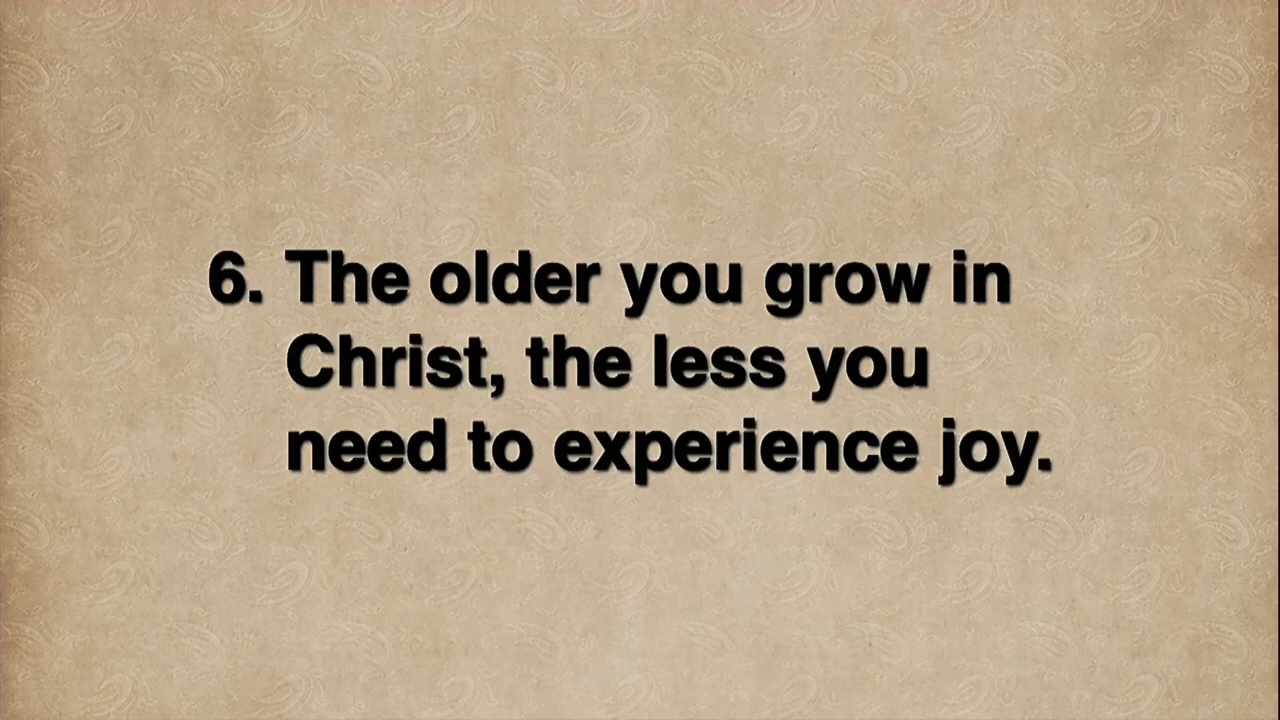 6. The older you grow in
Christ, the less you
need to experience joy.